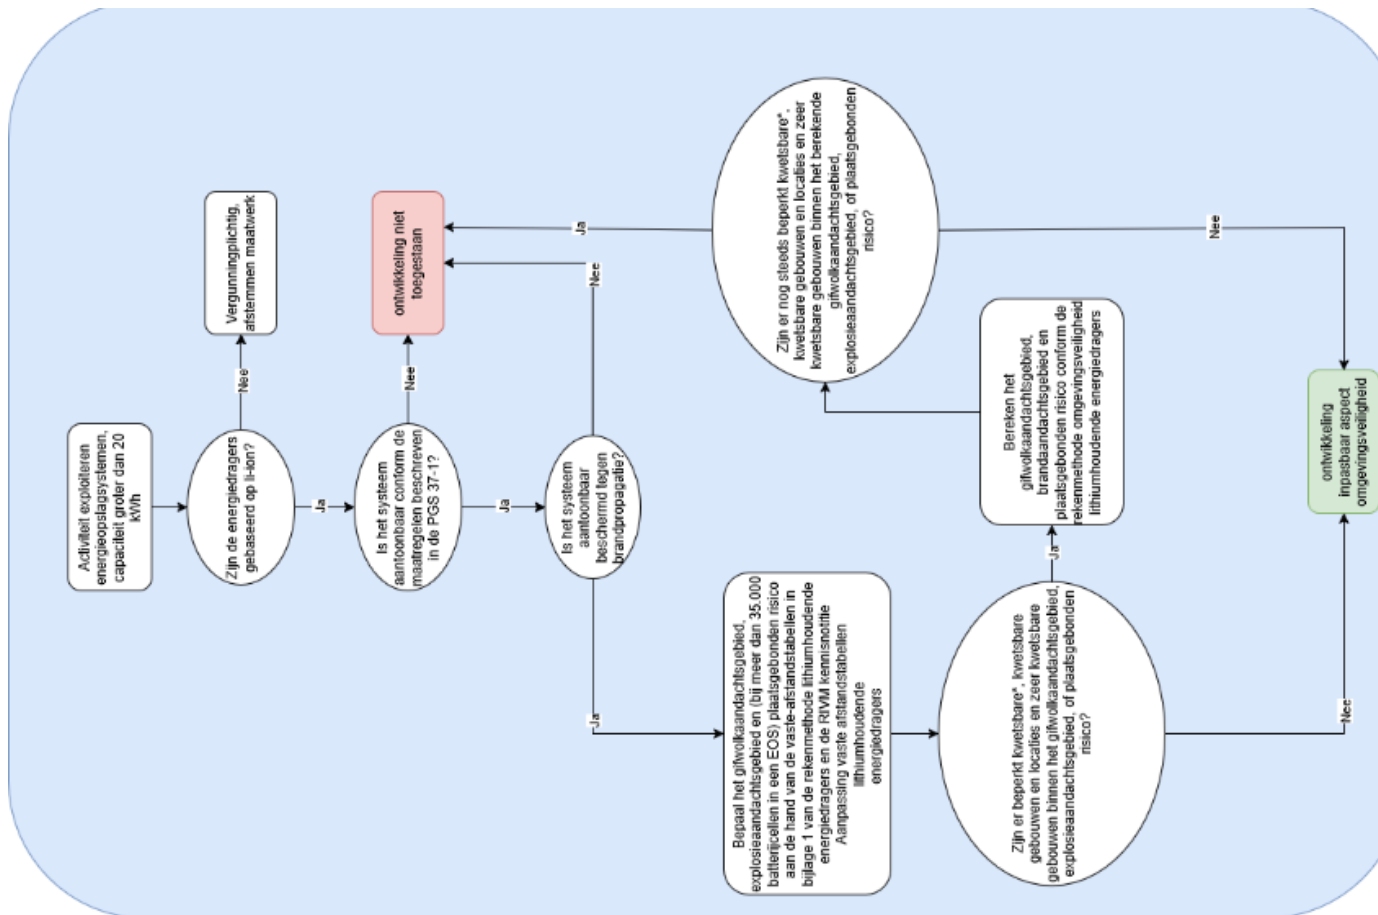 Activiteit exploiteren
energieopslagsystemen,
capaciteit groter dan 20
kWh
Zijn de energiedragers
gebaseerd op li-ion?
Nee
Vergunningplichtig,
afstemmen maatwerk
Ja
Is het systeem
aantoonbaar conform de
maatregelen beschreven
in de PGS 37-1?
Nee
ontwikkeling niet
toegestaan
Ja
Is het systeem
aantoonbaar
beschermd tegen
brandpropagatie?
Nee
Ja
Bepaal het gifwolkaandachtsgebied,
explosieaandachtsgebied en (bij meer dan 35.000
batterijcellen in een EOS) plaatsgebonden risico
aan de hand van de vaste-afstandstabellen in
bijlage 1 van de rekenmethode lithiumhoudende
energiedragers en de RIVM kennisnotitie
Aanpassing vaste afstandstabellen
lithiumhoudende
energiedragers
Zijn er beperkt kwetsbare*, kwetsbare
gebouwen en locaties en zeer kwetsbare
gebouwen binnen het gifwolkaandachtsgebied,
explosieaandachtsgebied, of plaatsgebonden
risico?
Ja
Bereken het
gifwolkaandachtsgebied,
brandaandachtsgebied en
plaatsgebonden risico conform de
rekenmethode omgevingsveiligheid
lithiumhoudende energiedragers
Zijn er nog steeds beperkt kwetsbare*,
kwetsbare gebouwen en locaties en zeer
kwetsbare gebouwen binnen het berekende
gifwolkaandachtsgebied,
explosieaandachtsgebied, of plaatsgebonden
risico?
Ja
Nee
Nee
ontwikkeling
inpasbaar aspect
omgevingsveiligheid